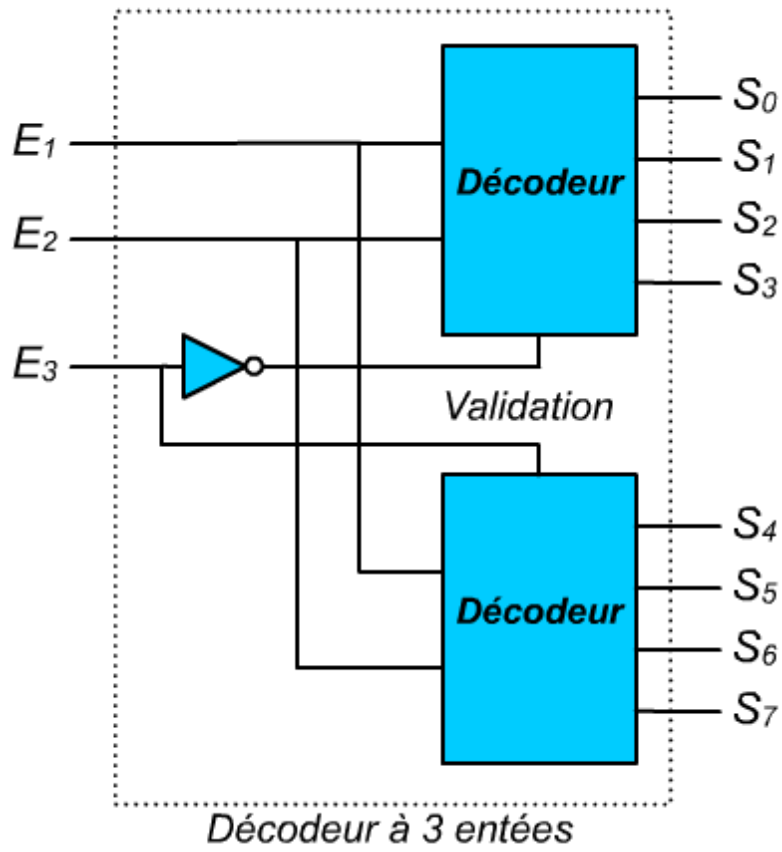 E1
E2
E3
Décodeur
S0
S1
S2
S3
Validation
Décodeur
S4
S5
S6
S7
Décodeur à 3 entées